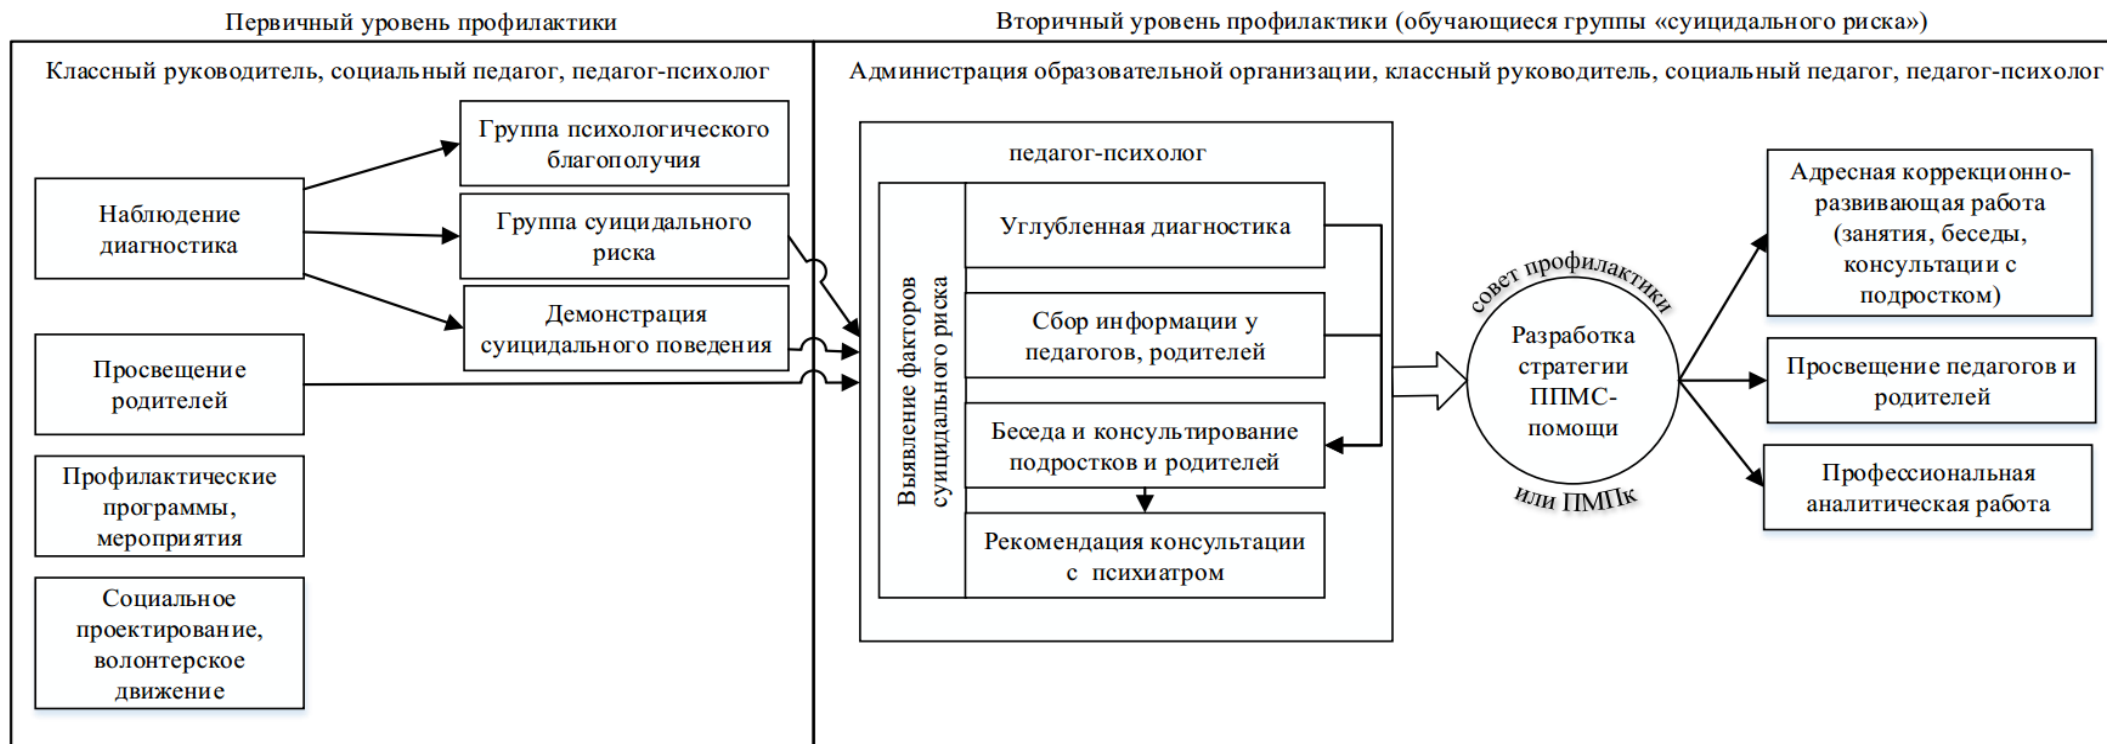 Первичный уровень профилактики
Вторичный уровень профилактики (обучающиеся группы «суицидального риска»)
Классный руководитель, социальный педагог, педагог-психолог
Наблюдение
диагностика
Группа психологического
благополучия
Группа суицидального
риска
Демонстрация
суицидального поведения
Просвещение
родителей
Профилактические
программы,
мероприятия
Социальное
проектирование,
волонтерское
движение
Администрация образовательной организации, классный руководитель, социальный педагог, педагог-психолог
педагог-психолог
Выявление факторов
суицидального риска
Углубленная диагностика
Сбор информации у
педагогов, родителей
Беседа и консультирование
подростков и родителей
Рекомендация консультации
с психиатром
совет профилактики
Разработка
стратегии
ППМС-
помощи
или ПМПк
Адресная коррекционно-
развивающая работа
(занятия, беседы,
консультации с
подростком)
Просвещение педагогов и
родителей
Профессиональная
аналитическая работа